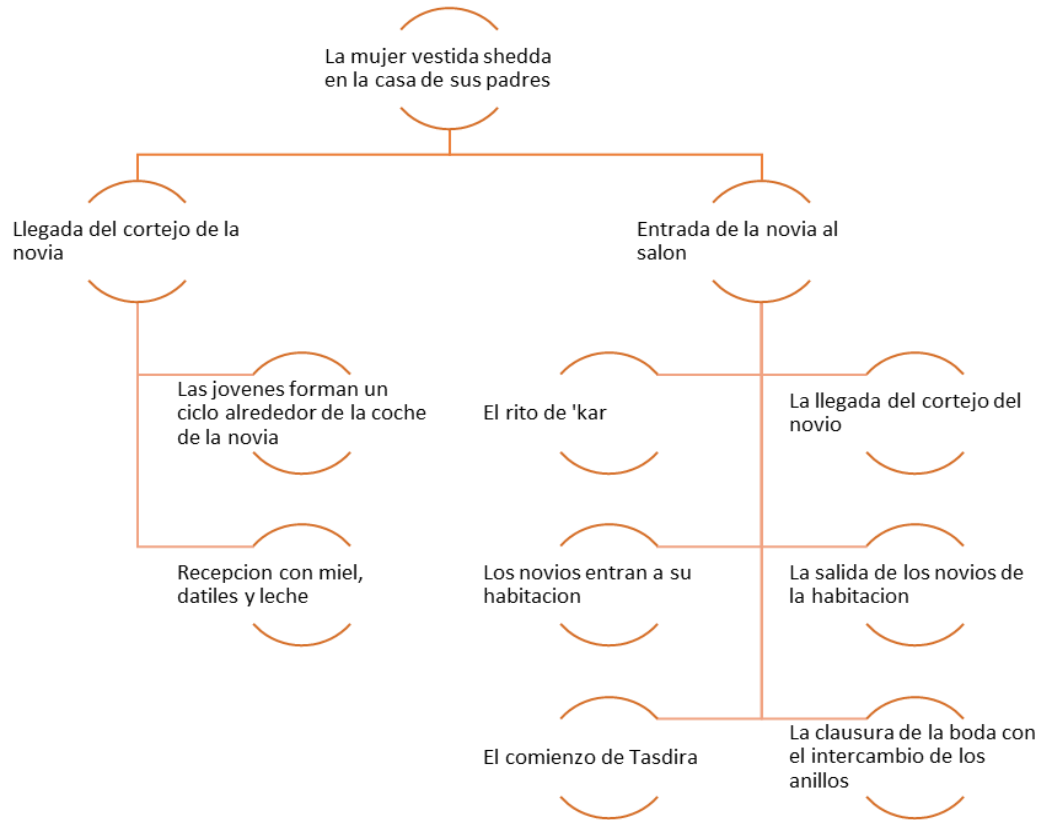 La mujer vestida shedda
en la casa de sus padres
Llegada del cortejo de la
novia
Entrada de la novia al
salon
Las jovenes forman un
ciclo alrededor de la coche
de la novia
El rito de 'kar
La llegada del cortejo del
novio
Recepcion con miel,
datiles y leche
Los novios entran a su
habitacion
La salida de los novios de
la habitacion
El comienzo de Tasdira
La clausura de la boda con
el intercambio de los
anillos